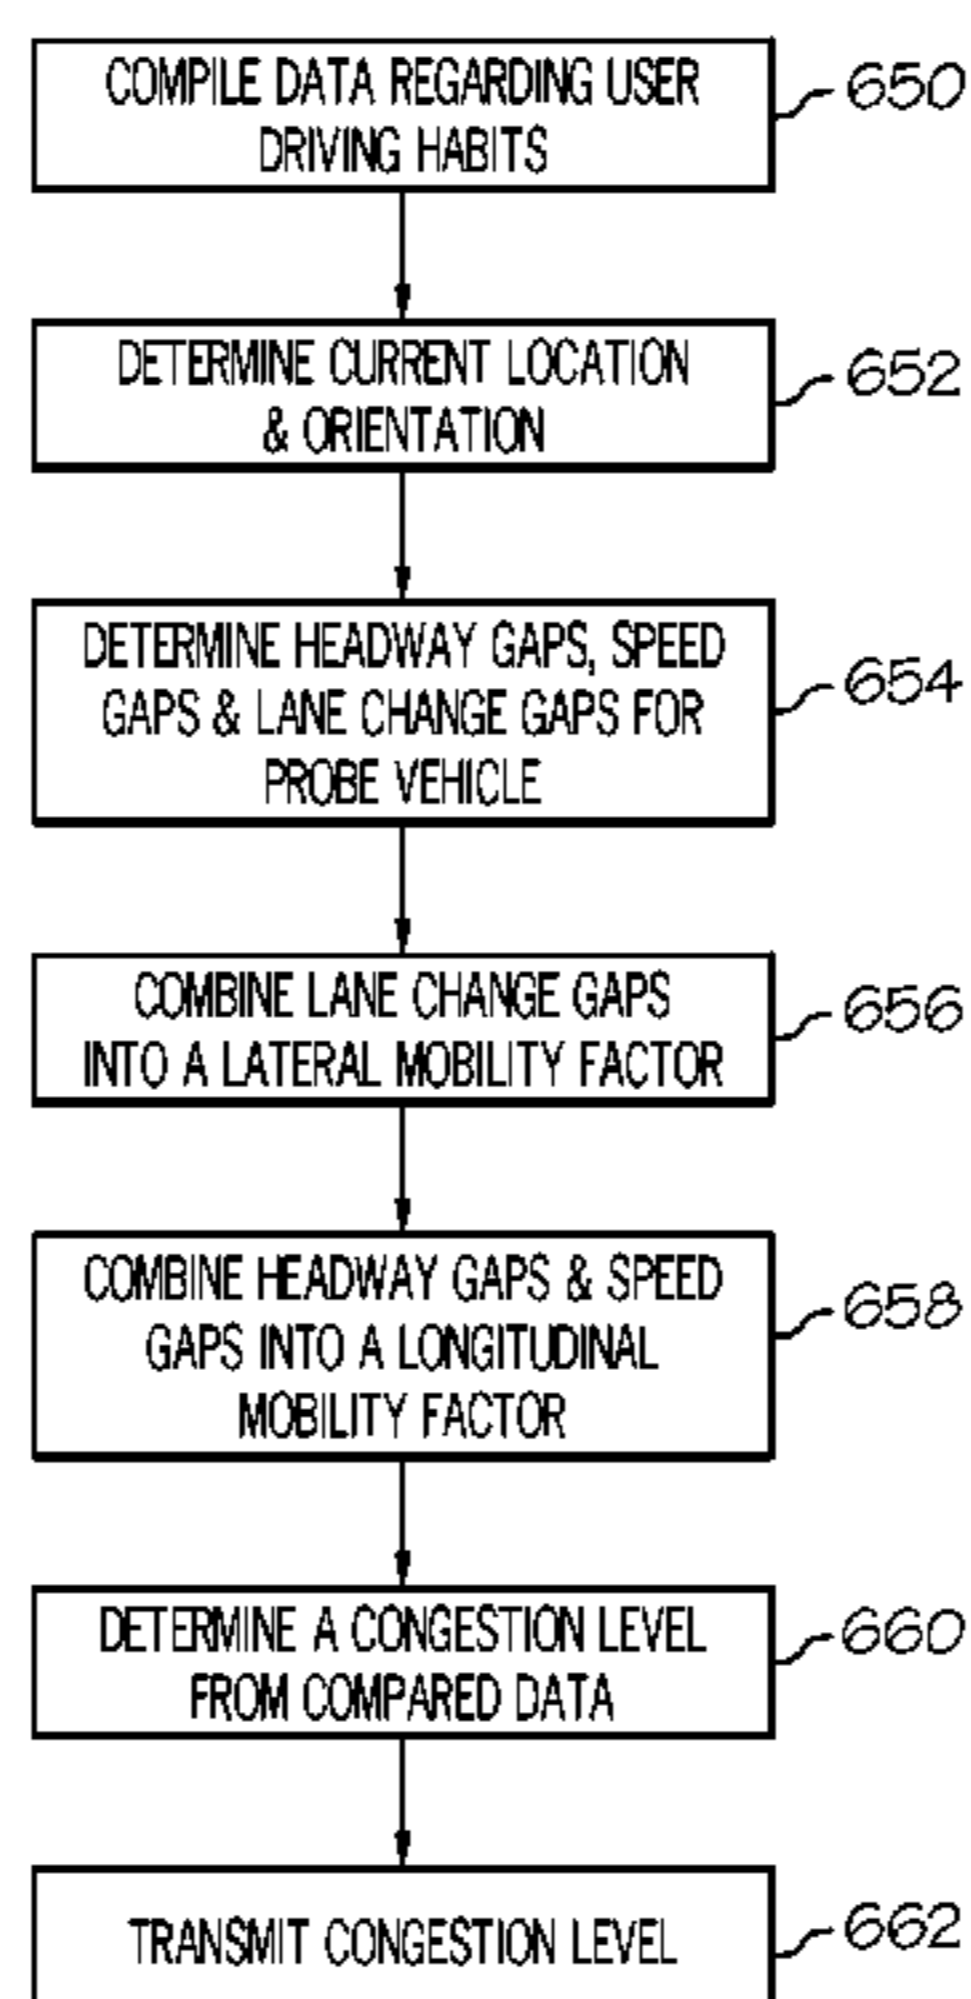 COMPILE DATA REGARDING USER
DRIVING HABITS
650
DETERMINE CURRENT LOCATION
& ORIENTATION
652
DETERMINE HEADWAY GAPS, SPEED
GAPS & LANE CHANGE GAPS FOR
PROBE VEHICLE
654
COMBINE LANE CHANGE GAPS
INTO A LATERAL MOBILITY FACTOR
656
COMBINE HEADWAY GAPS & SPEED
GAPS INTO A LONGITUDINAL
MOBILITY FACTOR
658
DETERMINE A CONGESTION LEVEL
FROM COMPARED DATA
660
TRANSMIT CONGESTION LEVEL
662